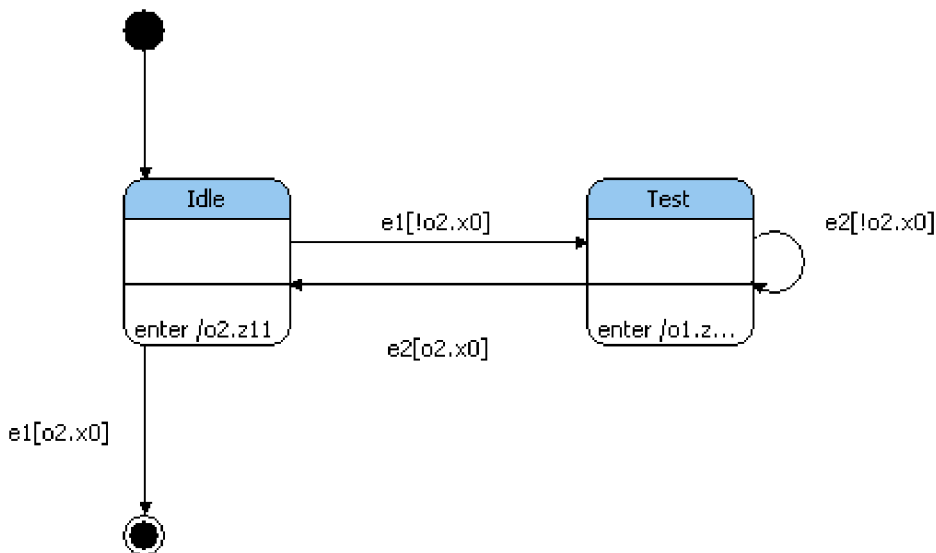 Idle
Test
e1[!o2.x0]
e2[!o2.x0]
enter /o2.z11
enter /o1.z...
e2[o2.x0]
e1[o2.x0]